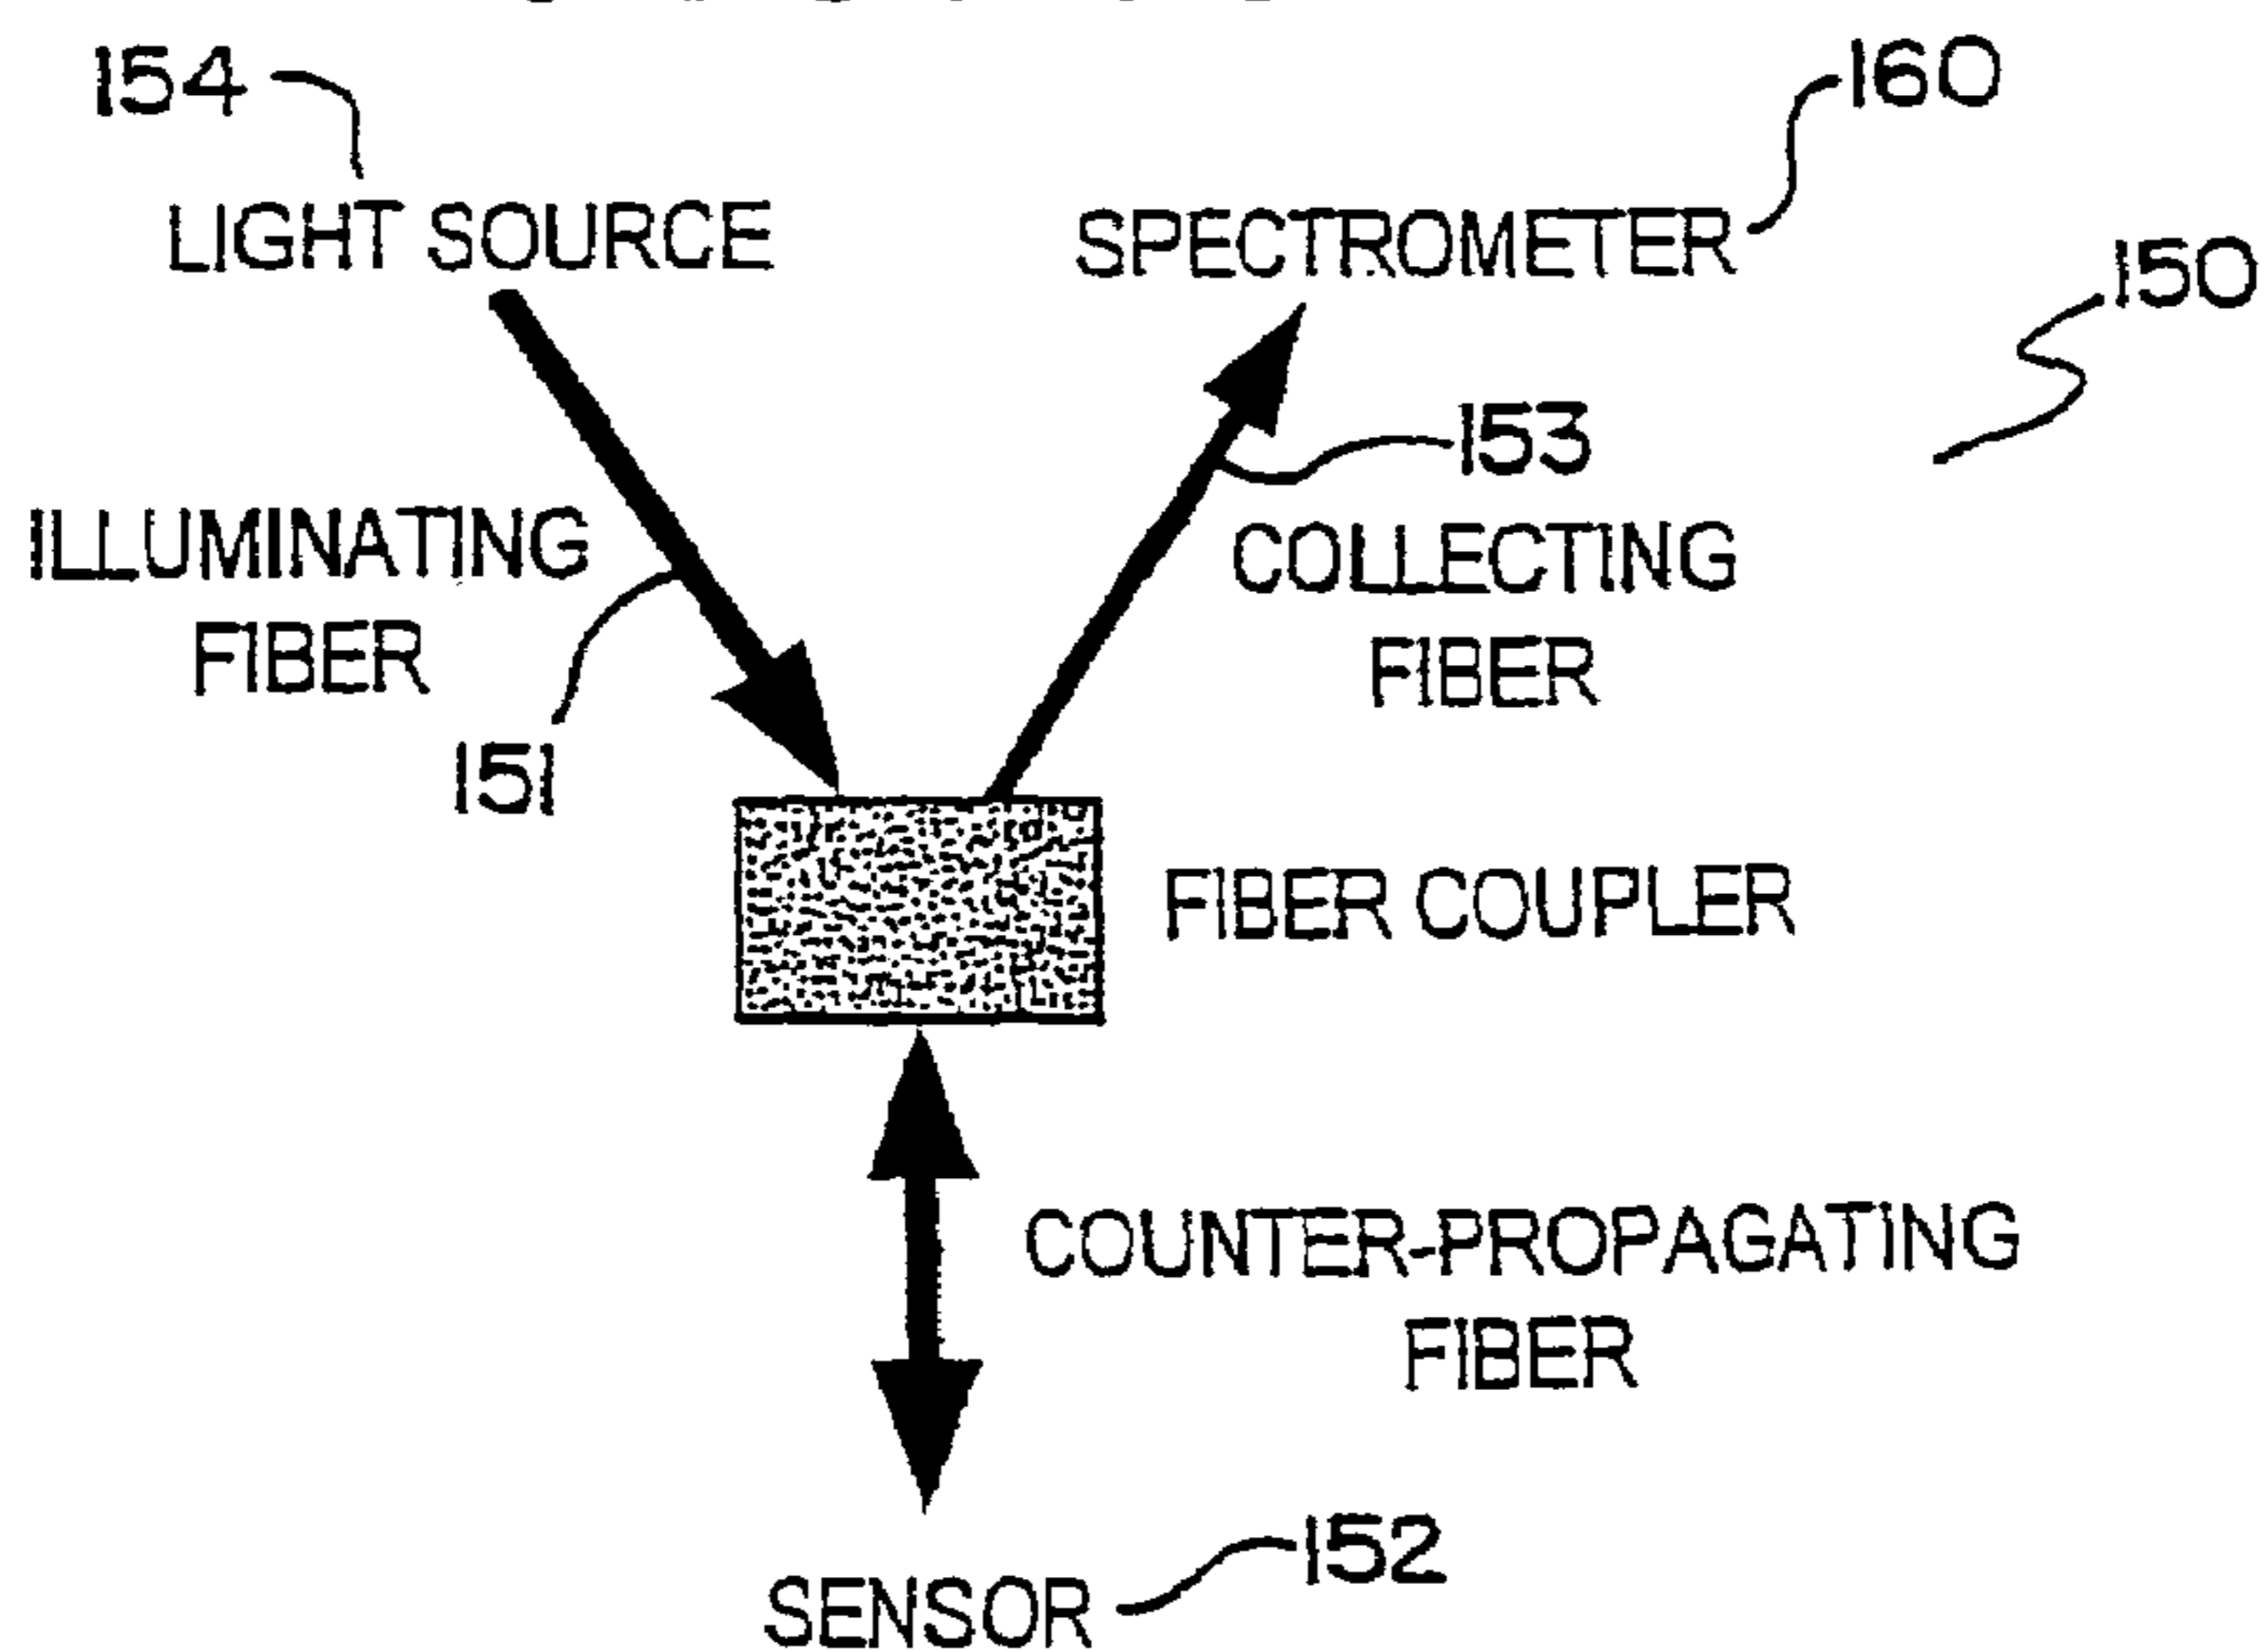 154
160
LIGHT SOURCE
SPECTROMETER
150
153
ILLUMINATING
FIBER
COLLECTING
FIBER
151
FIBER COUPLER
COUNTER-PROPAGATING
FIBER
152
SENSOR